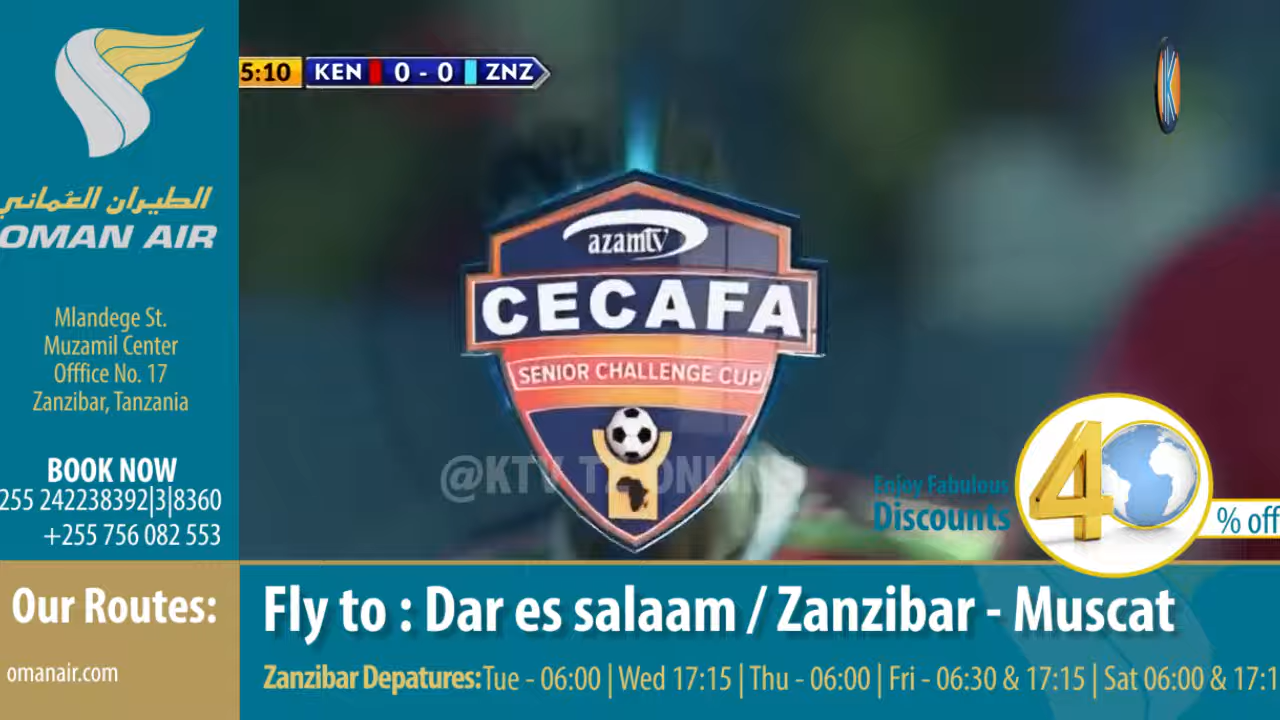 الطيران العُماني
OMAN AIR
Mlandege St.
Muzamil Center
Offfice No. 17
Zanzibar, Tanzania
BOOK NOW
255 242238392|3|8360
+255 756 082 553
Our Routes:
omanair.com
5:10 KEN 0 - 0 ZNZ
K
azamtv
CECAFA
SENIOR CHALLENGE CUP
@KTV TZ ONLINE
Enjoy Fabulous
Discounts
40
% off
Fly to : Dar es salaam / Zanzibar - Muscat
Zanzibar Depatures:Tue - 06:00 | Wed 17:15 | Thu - 06:00 | Fri - 06:30 & 17:15 | Sat 06:00 & 17:1